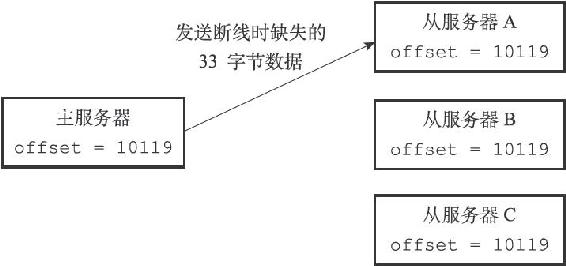 发送断线时缺失的
33 字节数据
主服务器
offset = 10119
从服务器 A
offset = 10119
从服务器 B
offset = 10119
从服务器 C
offset = 10119